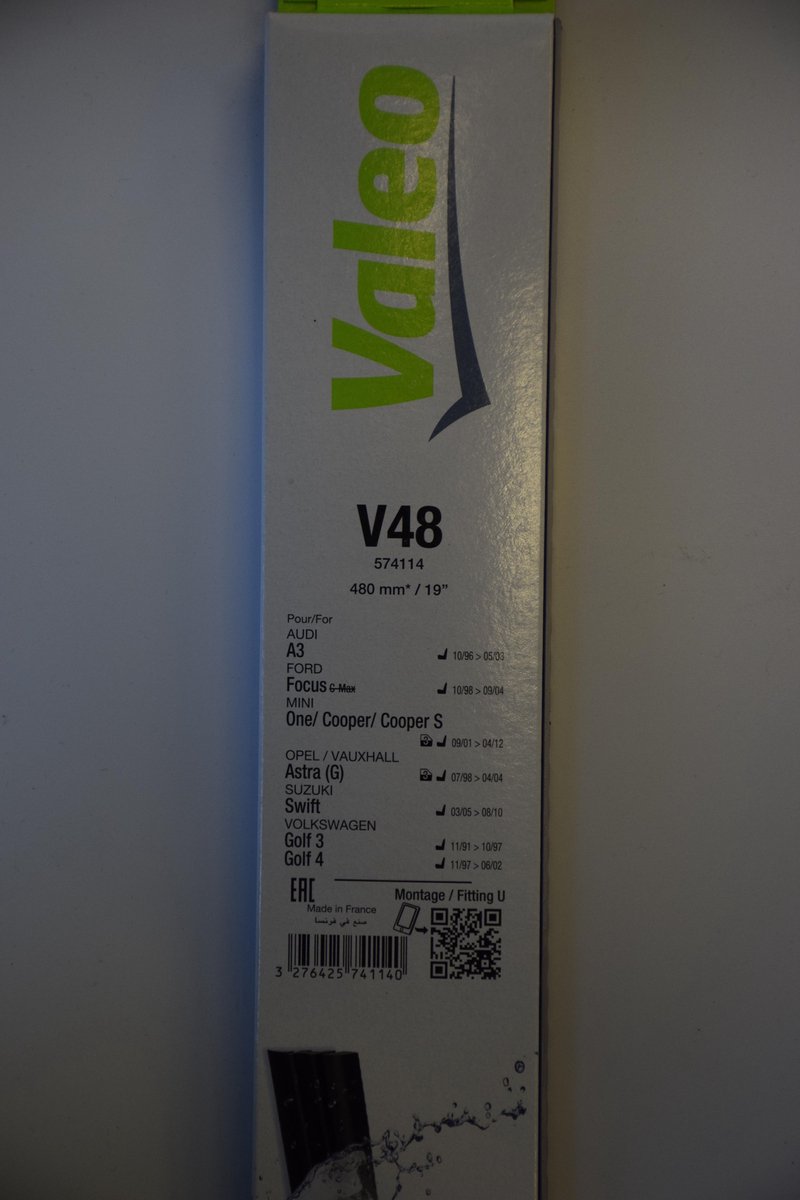 Valeo
V48
574114
480 mm* / 19”
Pour/For
AUDI
A3 10/96 > 05/03
FORD
Focus C-Max 10/98 > 09/04
MINI
One/ Cooper/ Cooper S
09/01 > 04/12
OPEL / VAUXHALL
Astra (G) 07/98 > 04/04
SUZUKI
Swift 03/05 > 08/10
VOLKSWAGEN
Golf 3 11/91 > 10/97
Golf 4 11/97 > 06/02
EAC
Montage / Fitting U
Made in France
صنع في فرنسا
3 276425 741140